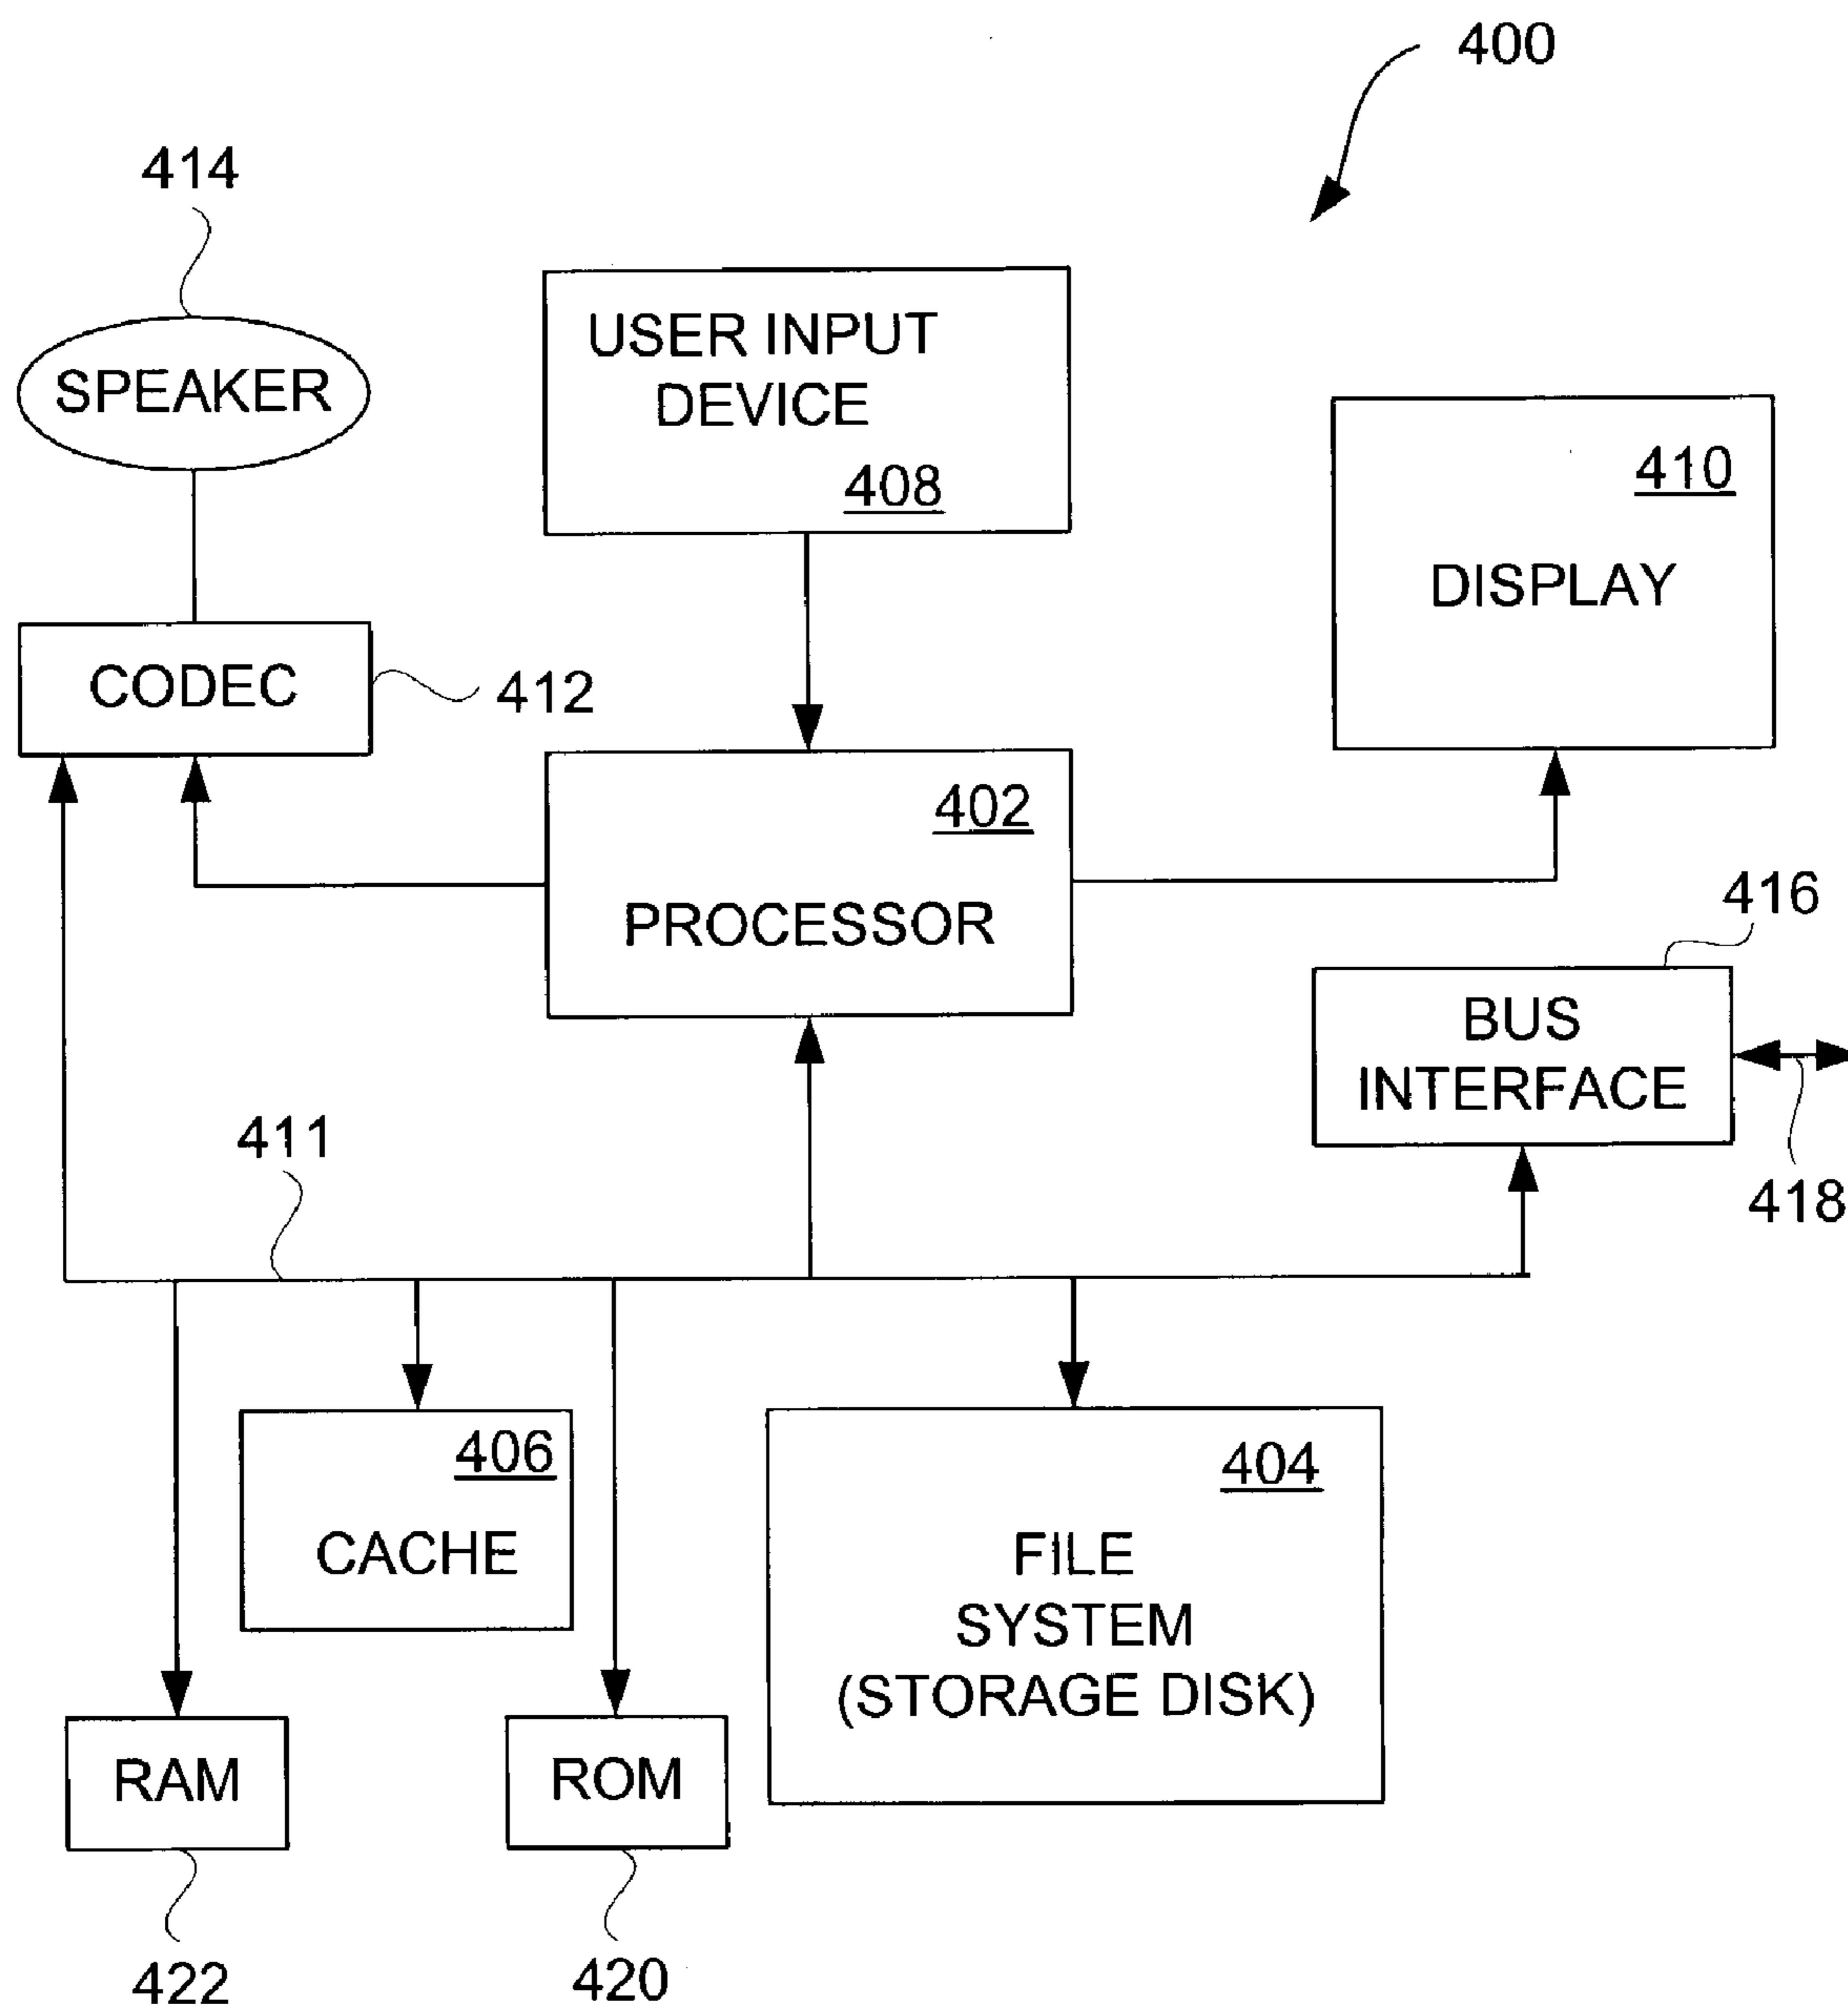 400
414
SPEAKER
USER INPUT
DEVICE
408
410
DISPLAY
CODEC
412
402
PROCESSOR
416
BUS
INTERFACE
418
411
406
CACHE
404
FILE
SYSTEM
(STORAGE DISK)
RAM
ROM
422
420